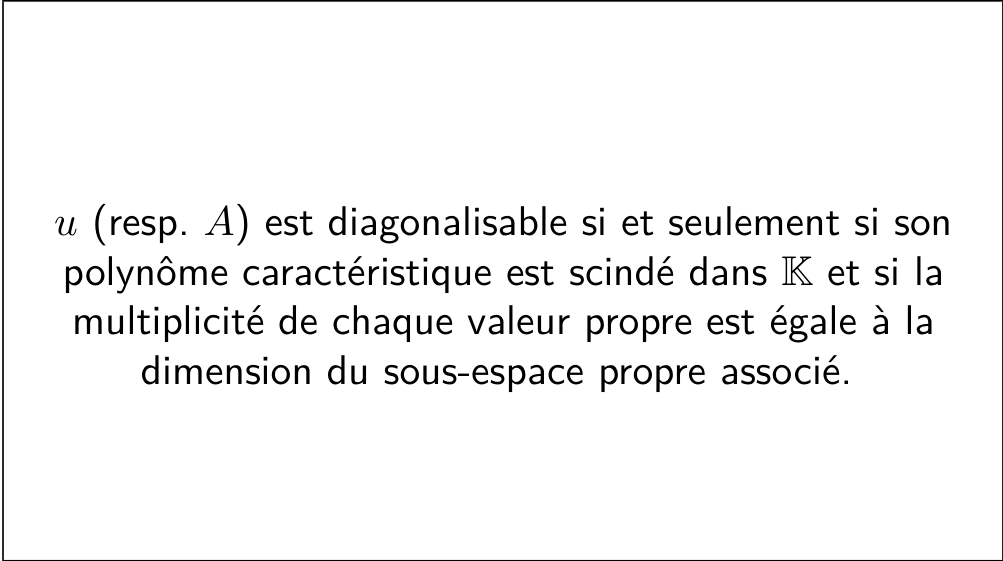 u (resp. A) est diagonalisable si et seulement si son
polynôme caractéristique est scindé dans 𝕂 et si la
multiplicité de chaque valeur propre est égale à la
dimension du sous-espace propre associé.